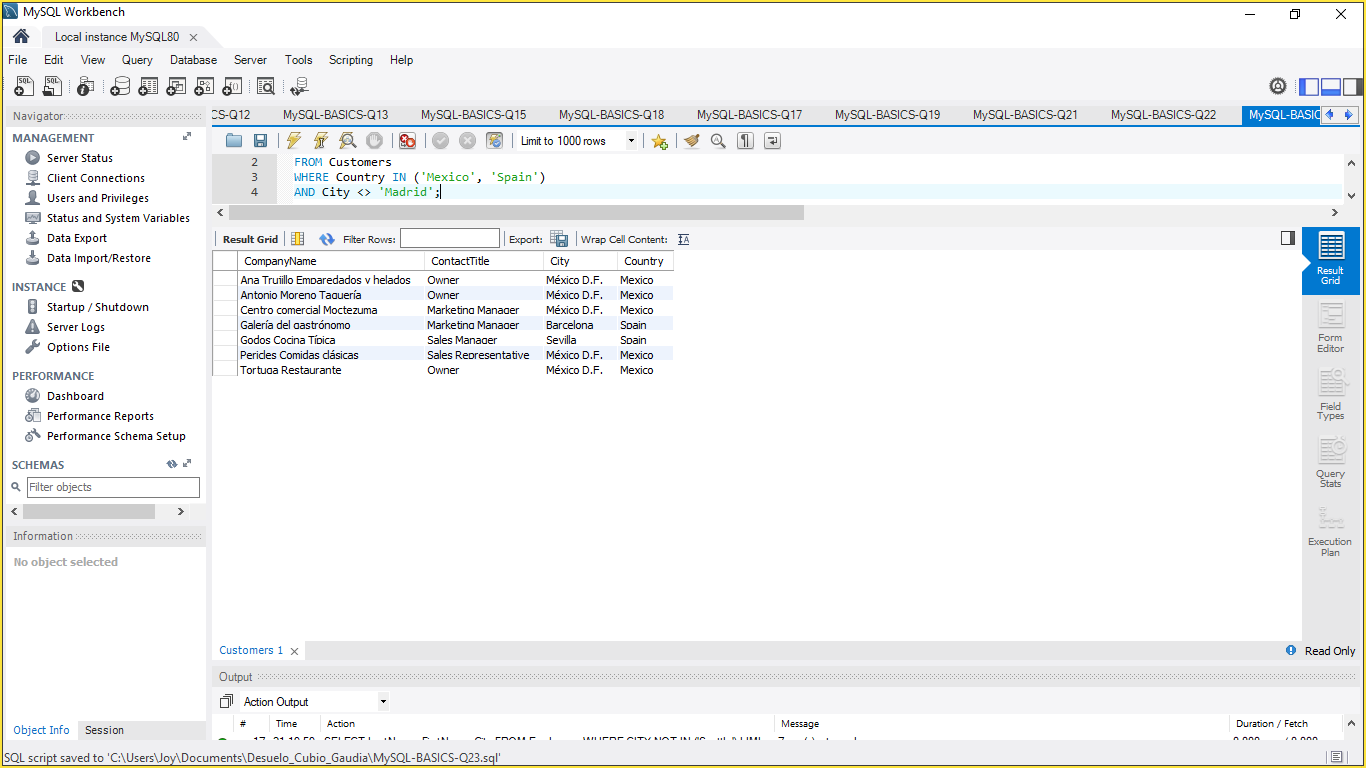 MySQL Workbench
Local instance MySQL80
File Edit View Query Database Server Tools Scripting Help
Navigator
MANAGEMENT
Server Status
Client Connections
Users and Privileges
Status and System Variables
Data Export
Data Import/Restore
INSTANCE
Startup / Shutdown
Server Logs
Options File
PERFORMANCE
Dashboard
Performance Reports
Performance Schema Setup
SCHEMAS
Filter objects
Information
No object selected
Object Info Session
CS-Q12 MySQL-BASICS-Q13 MySQL-BASICS-Q15 MySQL-BASICS-Q18 MySQL-BASICS-Q17 MySQL-BASICS-Q19 MySQL-BASICS-Q21 MySQL-BASICS-Q22 MySQL-BASIC
Limit to 1000 rows
2 FROM Customers
3 WHERE Country IN ('Mexico', 'Spain')
4 AND City <> 'Madrid';
Result Grid Filter Rows: Export: Wrap Cell Content:
CompanyName ContactTitle City Country
Ana Trujillo Emparedados y helados Owner México D.F. Mexico
Antonio Moreno Taquería Owner México D.F. Mexico
Centro comercial Moctezuma Marketing Manager México D.F. Mexico
Galería del gastrónomo Marketing Manager Barcelona Spain
Godos Cocina Típica Sales Manager Sevilla Spain
Pericles Comidas clásicas Sales Representative México D.F. Mexico
Tortuga Restaurante Owner México D.F. Mexico
Result
Grid
Form
Editor
Field
Types
Query
Stats
Execution
Plan
Customers 1
Read Only
Output
Action Output
# Time Action Message Duration / Fetch
SQL script saved to 'C:\Users\Joy\Documents\Desuelo_Cubio_Gaudia\MySQL-BASICS-Q23.sql'